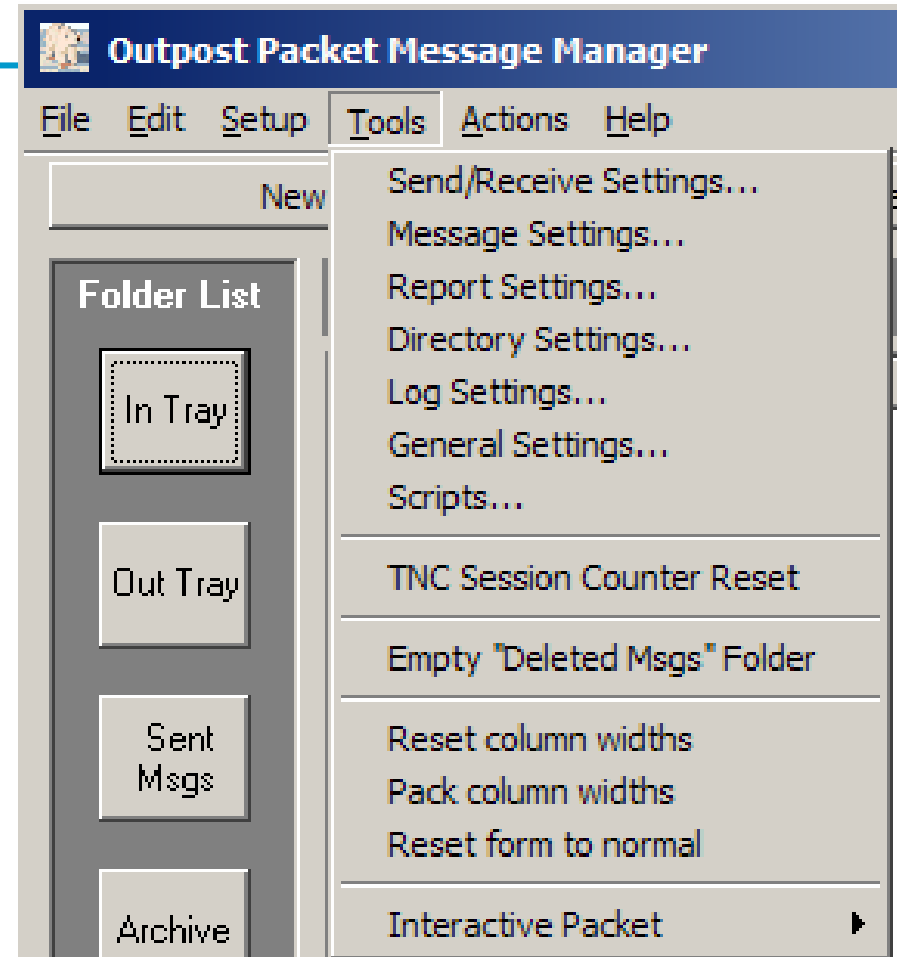 Outpost Packet Message Manager
File Edit Setup Tools Actions Help
New
Send/Receive Settings...
Message Settings...
Report Settings...
Directory Settings...
Log Settings...
General Settings...
Scripts...
TNC Session Counter Reset
Empty "Deleted Msgs" Folder
Reset column widths
Pack column widths
Reset form to normal
Interactive Packet
Folder List
In Tray
Out Tray
Sent
Msgs
Archive